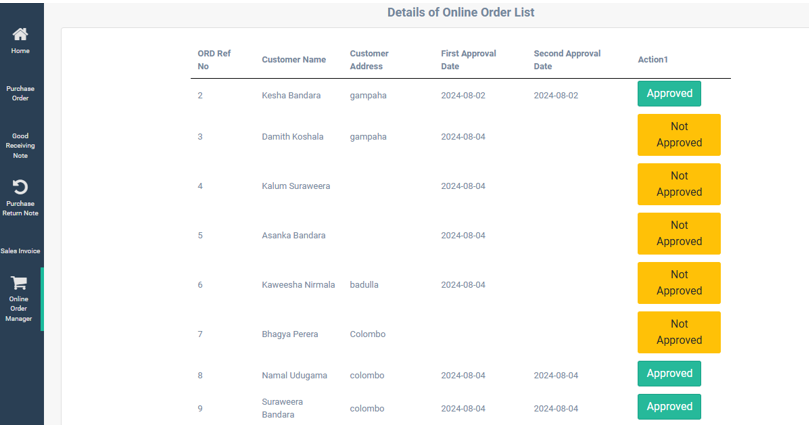 Details of Online Order List
Home
Purchase
Order
Good
Receiving
Note
Purchase
Return Note
Sales Invoice
Online
Order
Manager
ORD Ref No Customer Name Customer Address First Approval Date Second Approval Date Action1
2 Kesha Bandara gampaha 2024-08-02 2024-08-02 Approved
3 Damith Koshala gampaha 2024-08-04 Not Approved
4 Kalum Suraweera 2024-08-04 Not Approved
5 Asanka Bandara 2024-08-04 Not Approved
6 Kaweesha Nirmala badulla 2024-08-04 Not Approved
7 Bhagya Perera Colombo Not Approved
8 Namal Udugama colombo 2024-08-04 2024-08-04 Approved
9 Suraweera Bandara colombo 2024-08-04 2024-08-04 Approved